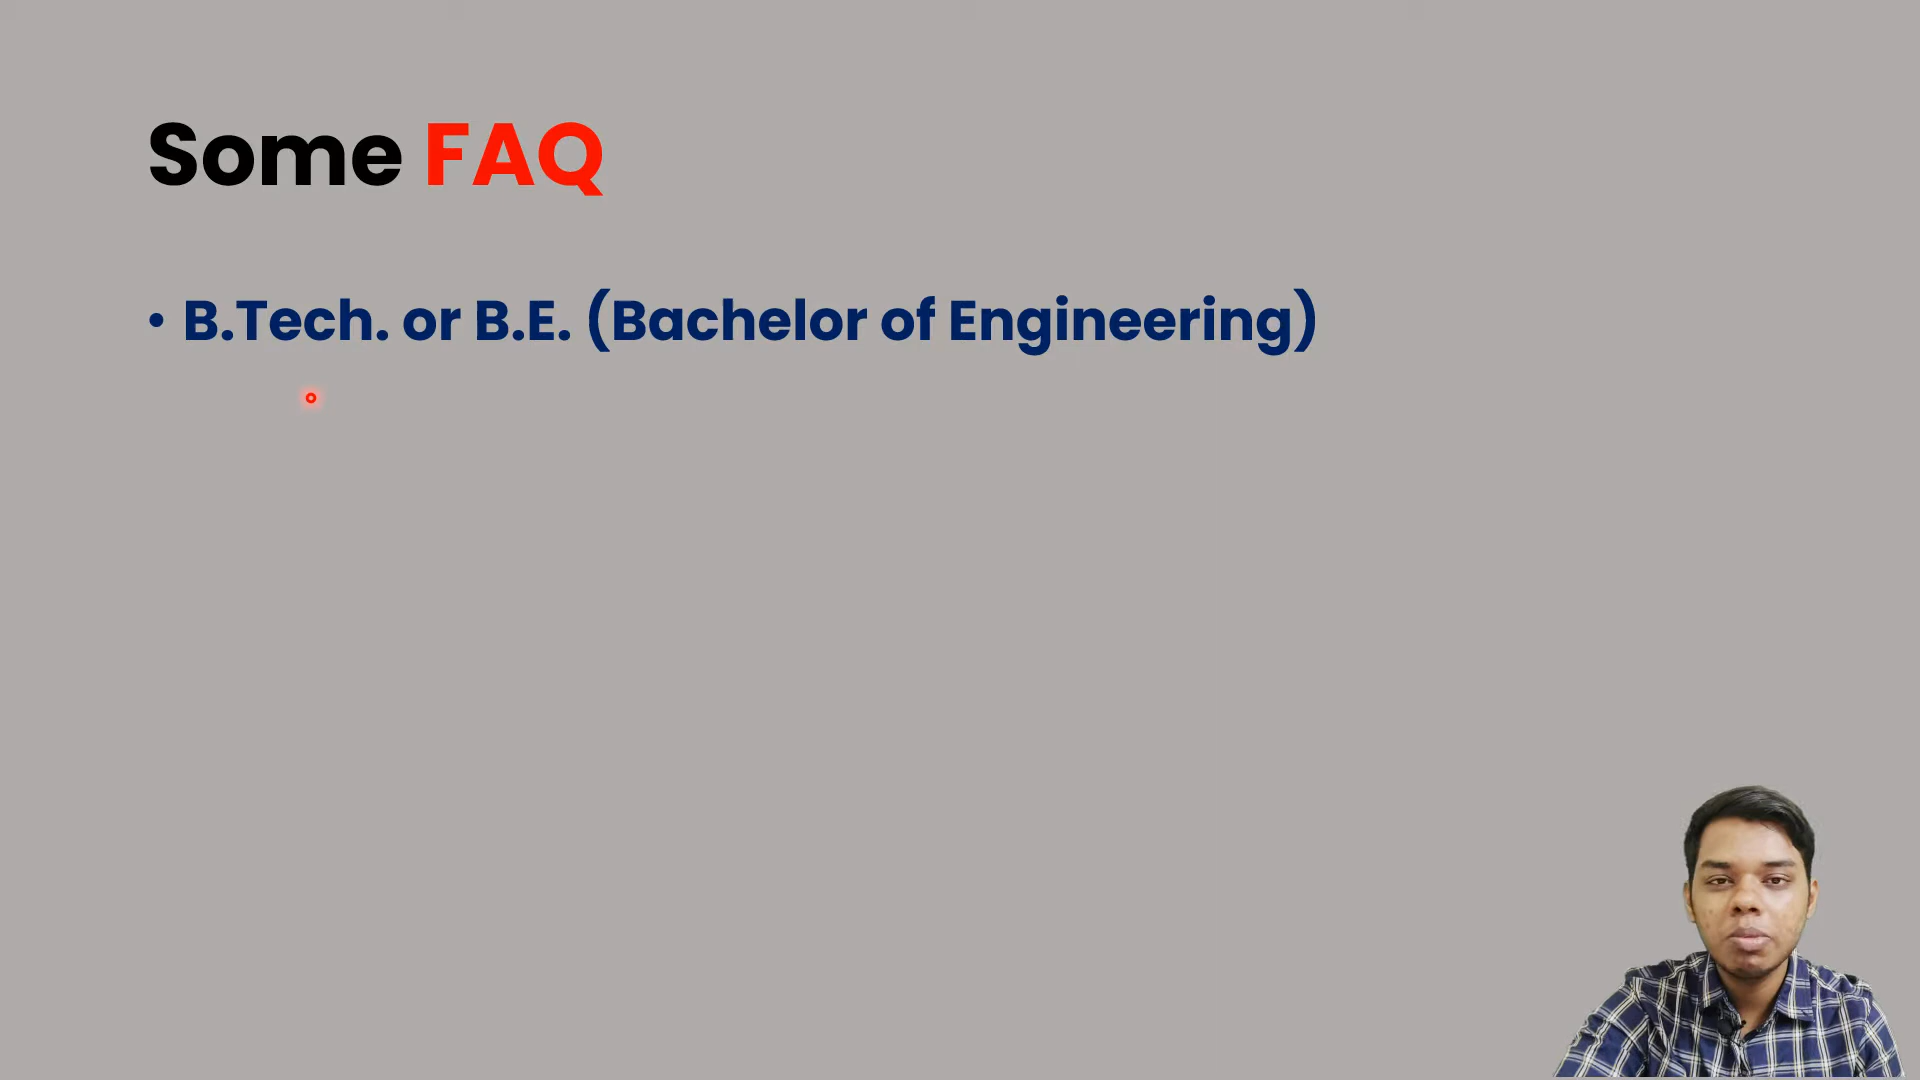 Some FAQ
• B.Tech. or B.E. (Bachelor of Engineering)